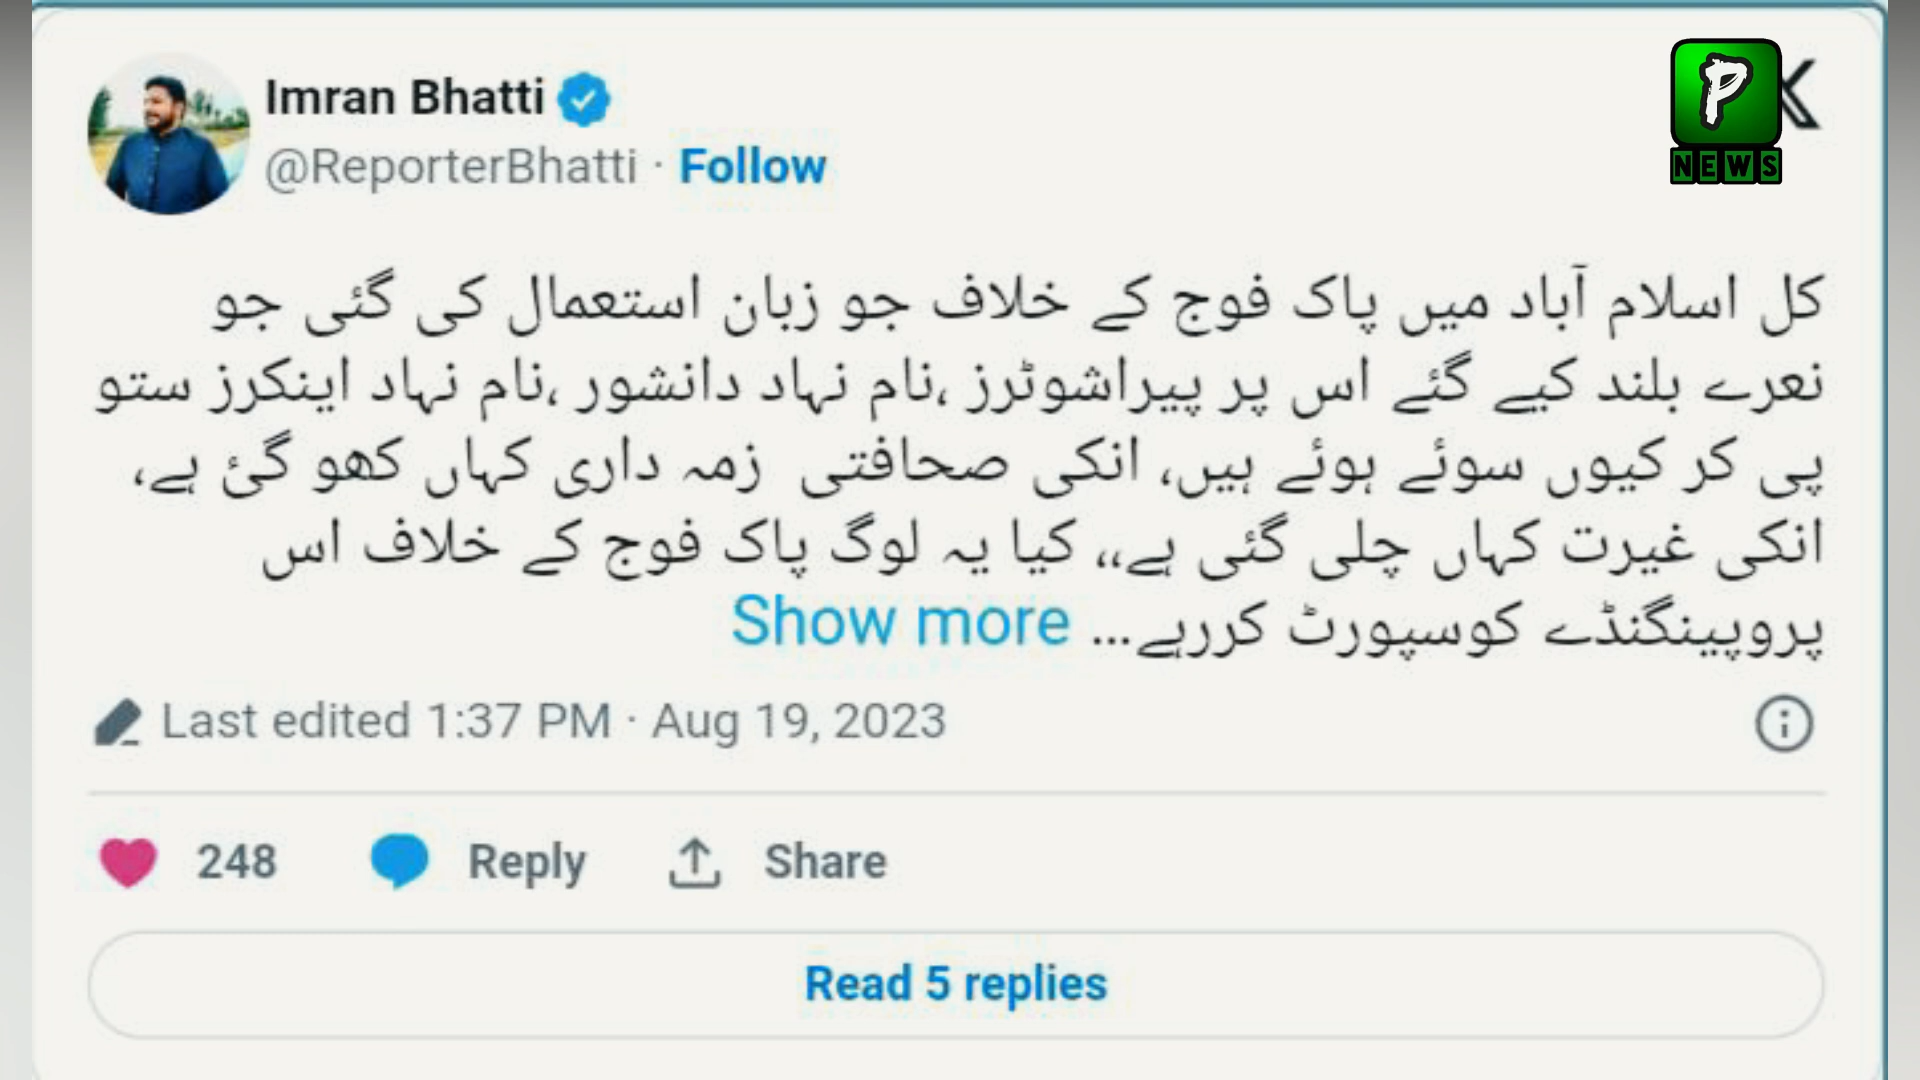 Imran Bhatti
@ReporterBhatti · Follow
P
NEWS
کل اسلام آباد میں پاک فوج کے خلاف جو زبان استعمال کی گئی جو
نعرے بلند کیے گئے اس پر پیراشوٹرز ،نام نہاد دانشور ،نام نہاد اینکرز ستو
پی کر کیوں سوئے ہوئے ہیں، انکی صحافتی زمہ داری کہاں کھو گئ ہے،
انکی غیرت کہاں چلی گئی ہے،، کیا یہ لوگ پاک فوج کے خلاف اس
پروپینگنڈے کوسپورٹ کررہے... Show more
Last edited 1:37 PM · Aug 19, 2023
248 Reply Share
Read 5 replies